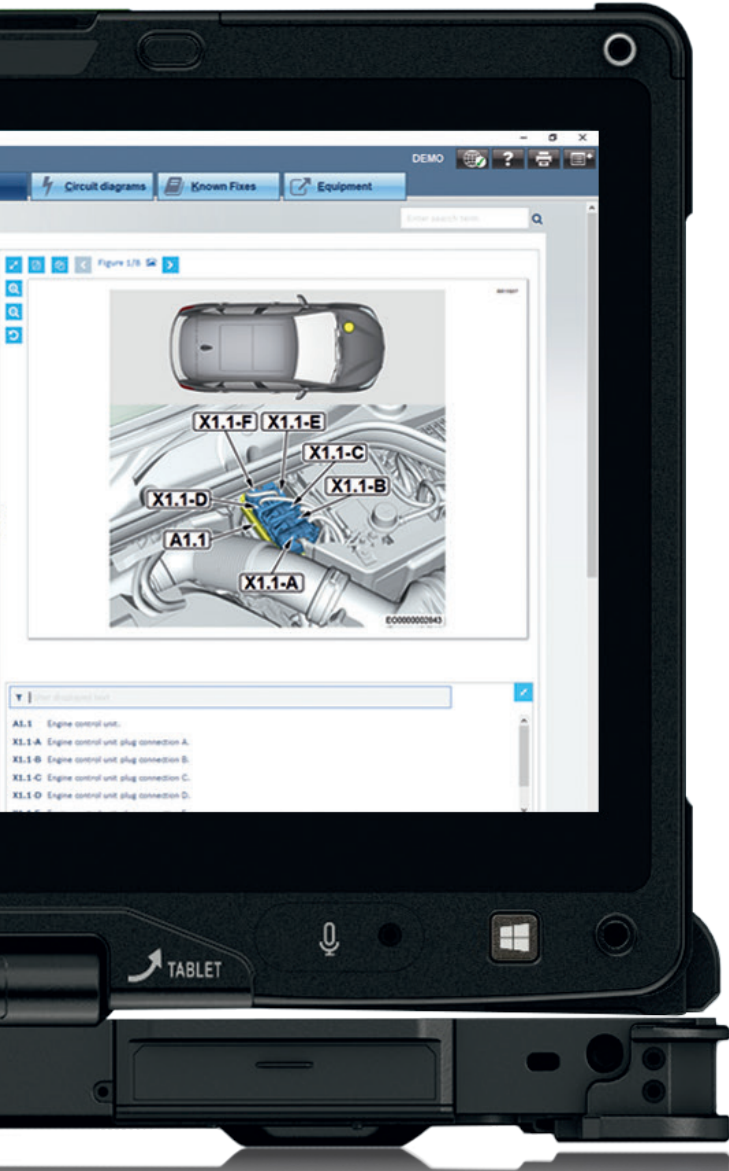 DEMO
?
Circuit diagrams
Known Fixes
Equipment
Enter search term
Figure 1/8
X1.1-F
X1.1-E
X1.1-C
X1.1-B
X1.1-D
A1.1
X1.1-A
EO0000002843
A1.1 Engine control unit.
X1.1-A Engine control unit plug connection A.
X1.1-B Engine control unit plug connection B.
X1.1-C Engine control unit plug connection C.
X1.1-D Engine control unit plug connection D.
TABLET